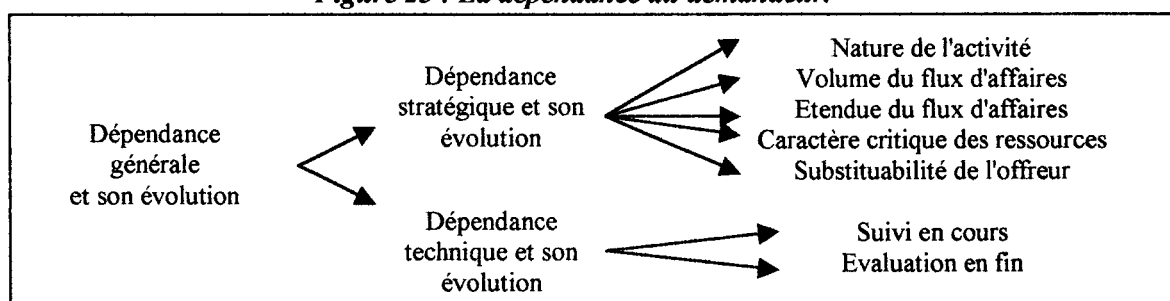 Dépendance
générale
et son évolution
Dépendance
stratégique et son
évolution
Nature de l'activité
Volume du flux d'affaires
Etendue du flux d'affaires
Caractère critique des ressources
Substituabilité de l'offreur
Dépendance
technique et son
évolution
Suivi en cours
Evaluation en fin